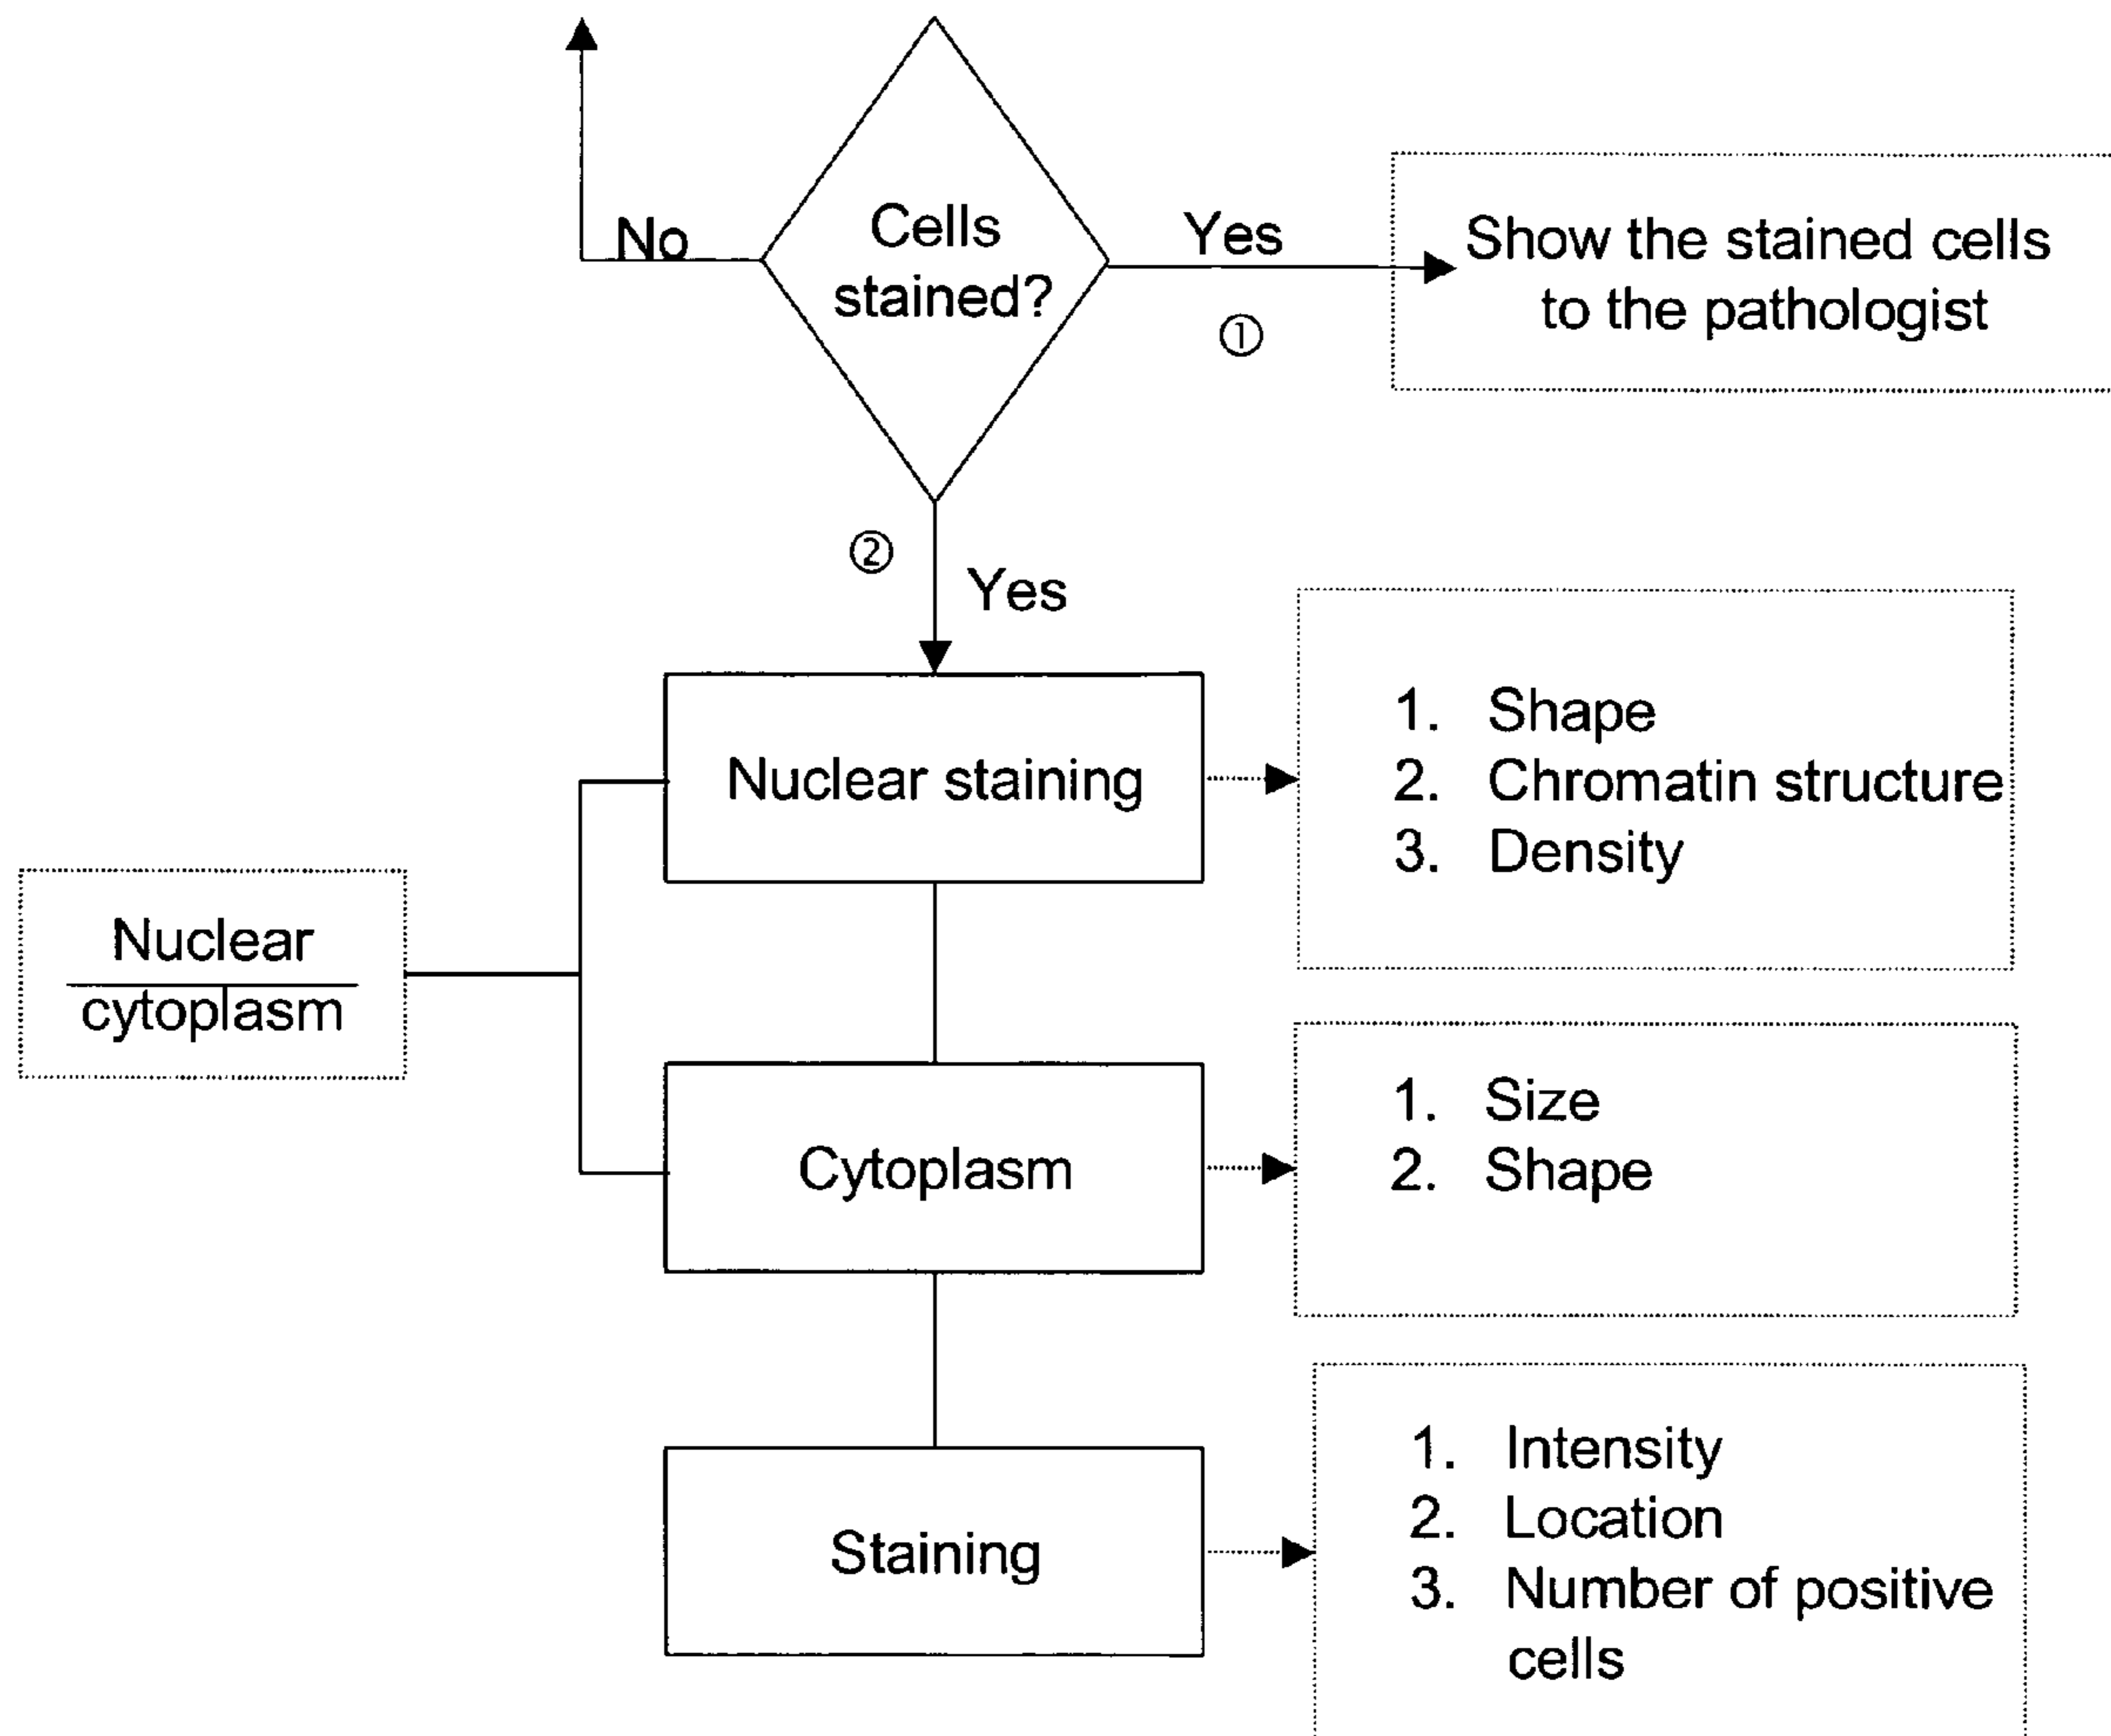 No
Cells
stained?
Yes
①
Show the stained cells
to the pathologist
②
Yes
Nuclear staining
1. Shape
2. Chromatin structure
3. Density
Nuclear
cytoplasm
Cytoplasm
1. Size
2. Shape
Staining
1. Intensity
2. Location
3. Number of positive
cells